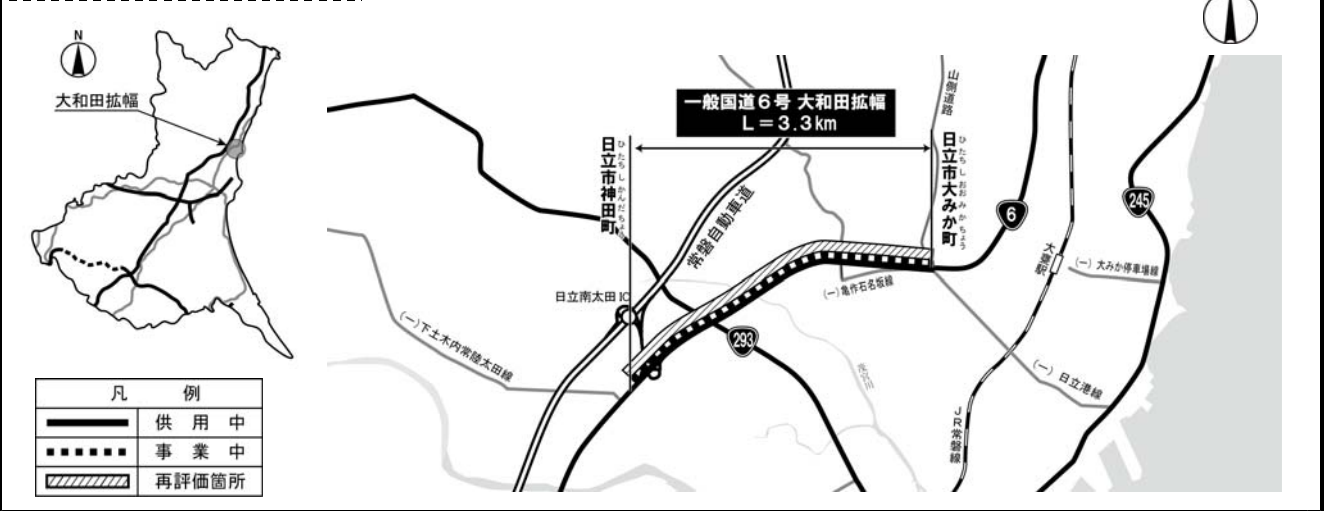 N
大和田拡幅
凡 例
供 用 中
事 業 中
再評価箇所
一般国道6号 大和田拡幅
L=3.3km
日立市神田町
ひたちしかんだちょう
常磐自動車道
山側道路
日立市大みか町
ひたちしおおみかちょう
6
245
大甕駅
(一)大みか停車場線
(一)亀作石名坂線
日立南太田IC
(一)下土木内常陸太田線
293
茂宮川
(一)日立港線
JR常磐線